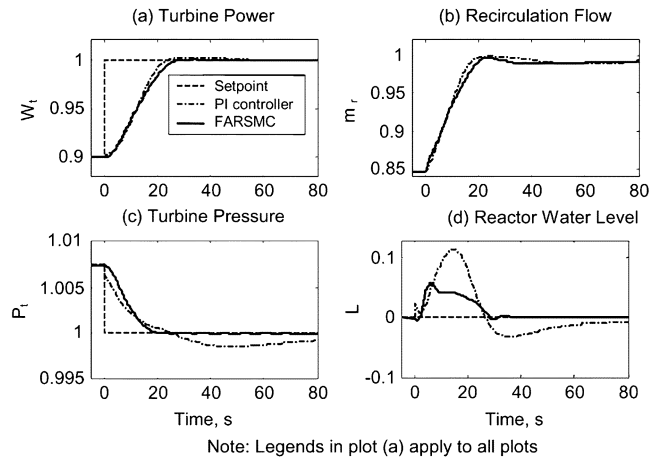 (a) Turbine Power
(b) Recirculation Flow
1
0.95
0.9
W t
Setpoint
PI controller
FARSMC
0 20 40 60 80
1
0.95
0.9
0.85
m r
0 20 40 60 80
(c) Turbine Pressure
(d) Reactor Water Level
1.01
1.005
1
0.995
P t
0 20 40 60 80
Time, s
0.1
0
-0.1
L
0 20 40 60 80
Time, s
Note: Legends in plot (a) apply to all plots